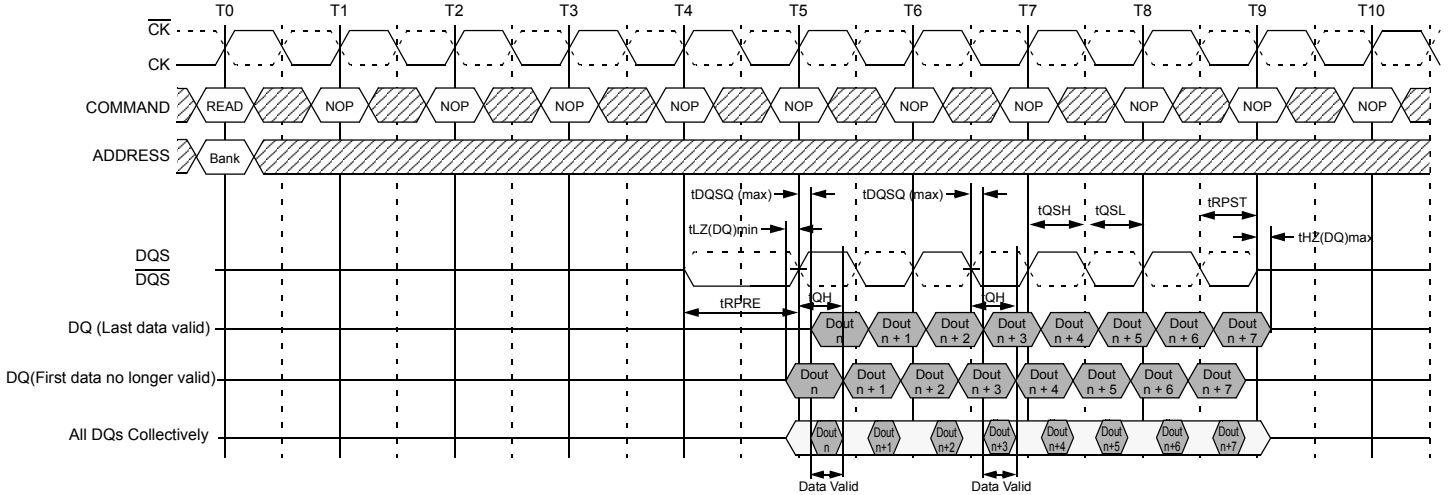 T0 T1 T2 T3 T4 T5 T6 T7 T8 T9 T10
CK
CK
COMMAND READ NOP NOP NOP NOP NOP NOP NOP NOP NOP NOP
ADDRESS Bank
tDQSQ (max) tDQSQ (max) tQSH tQSL tRPST
tLZ(DQ)min tHZ(DQ)max
DQS
DQS
tRPRE tQH tQH
DQ (Last data valid) Dout n Dout n + 1 Dout n + 2 Dout n + 3 Dout n + 4 Dout n + 5 Dout n + 6 Dout n + 7
DQ(First data no longer valid) Dout n Dout n + 1 Dout n + 2 Dout n + 3 Dout n + 4 Dout n + 5 Dout n + 6 Dout n + 7
All DQs Collectively Dout n Dout n+1 Dout n+2 Dout n+3 Dout n+4 Dout n+5 Dout n+6 Dout n+7
Data Valid Data Valid